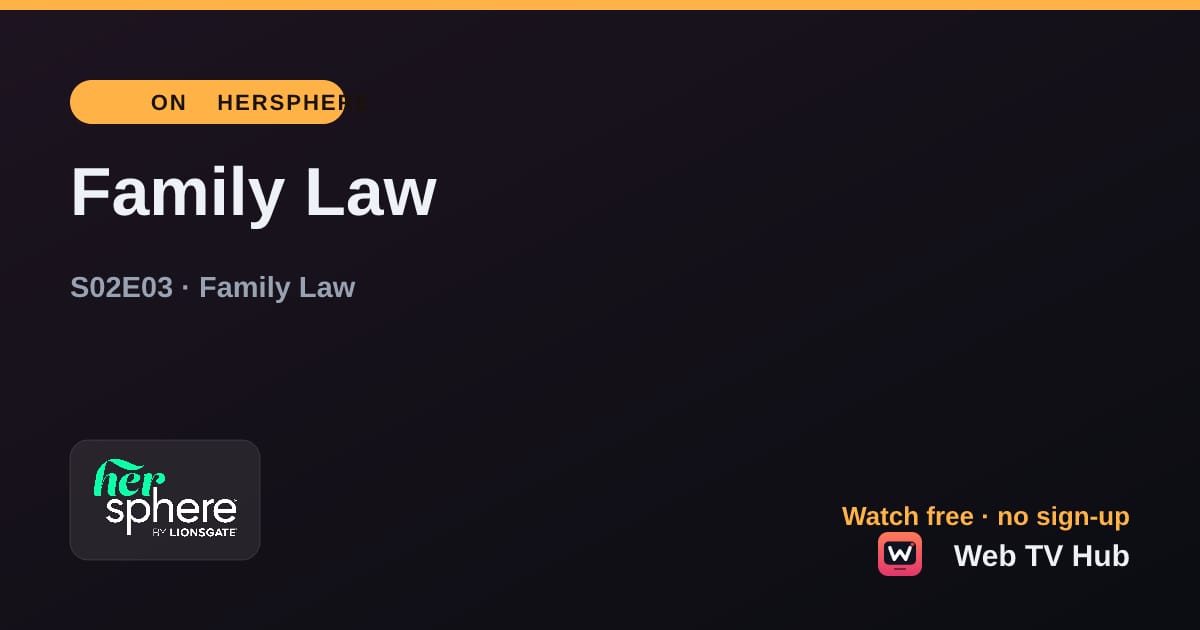 ON HERSPHERE
Family Law
S02E03 · Family Law
her
sphere
BY LIONSGATE
Watch free · no sign-up
W
Web TV Hub